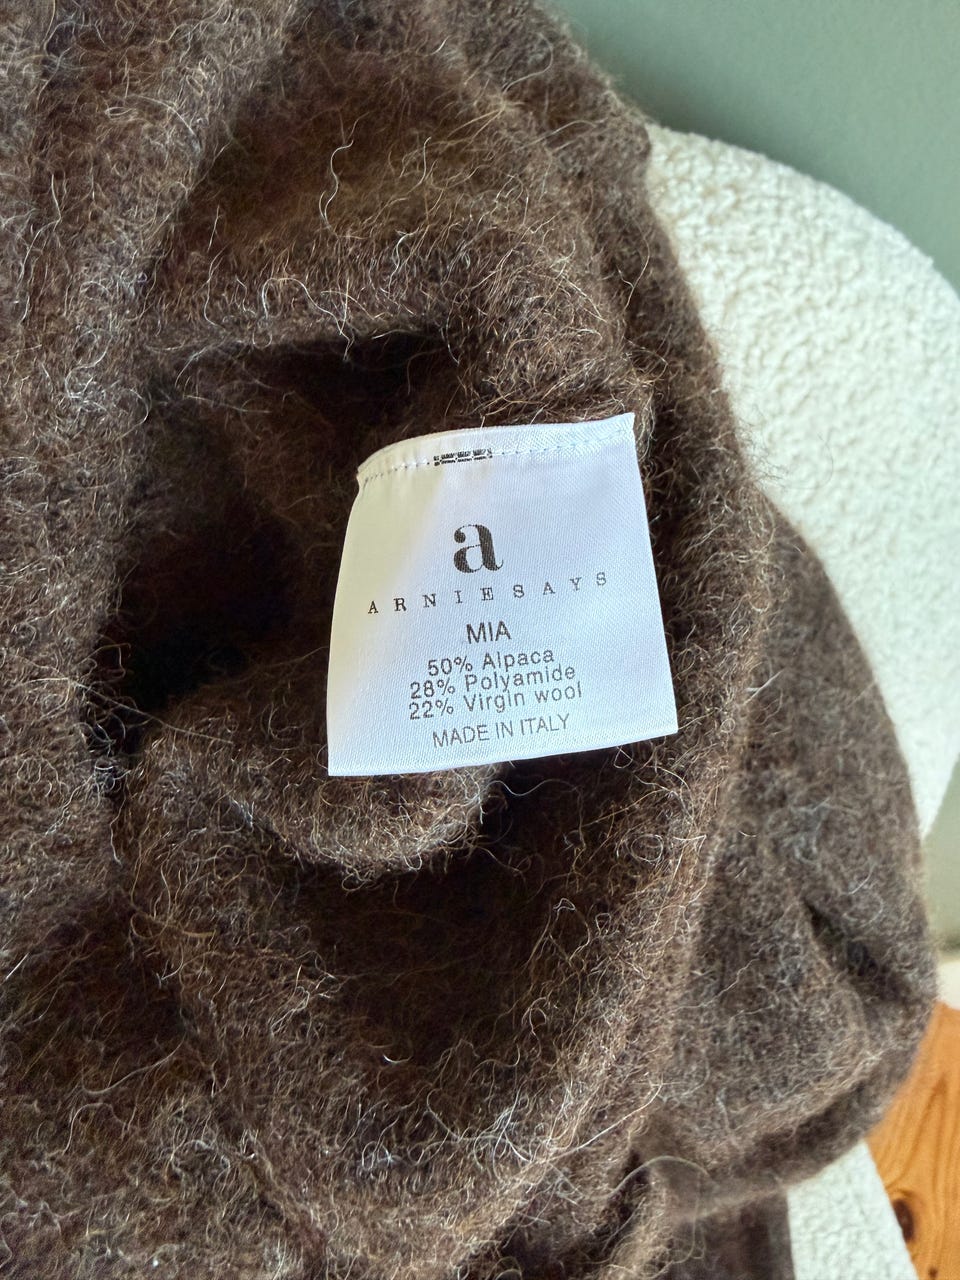 a
ARNIESAYS
MIA
50% Alpaca
28% Polyamide
22% Virgin wool
MADE IN ITALY